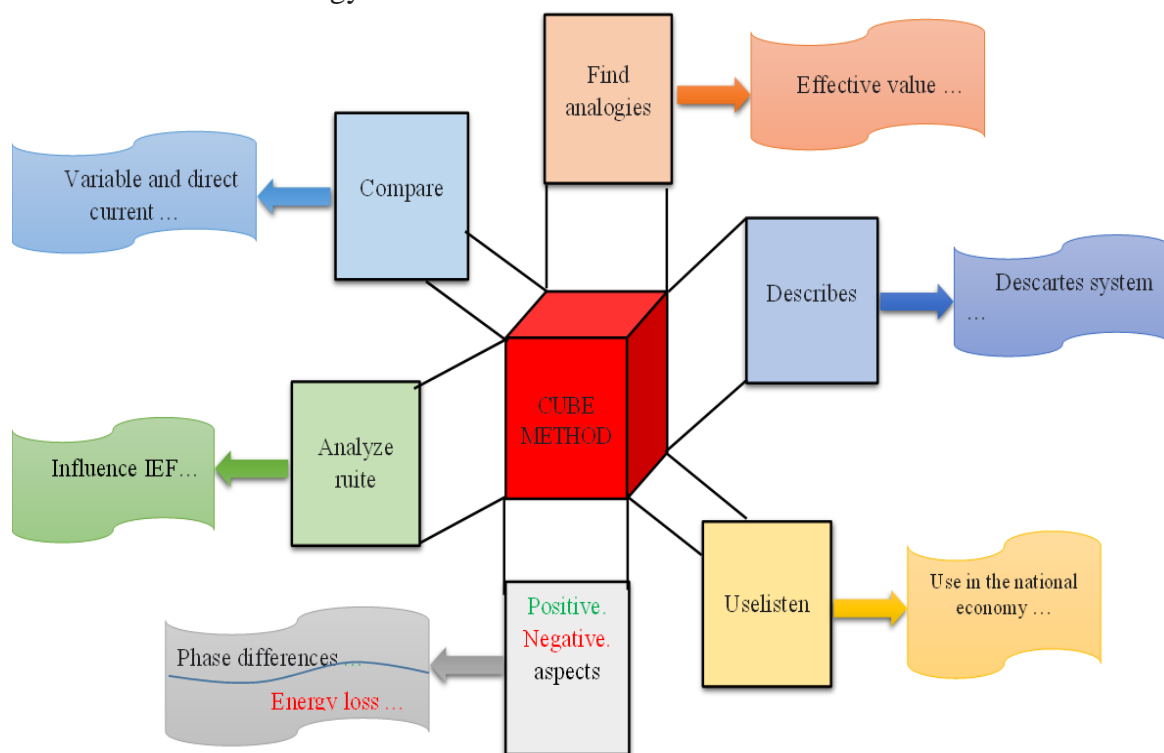 ergy
Find
analogies
Effective value ...
Compare
Variable and direct
current ...
Describes
Descartes system
...
CUBE
METHOD
Analyze
ruite
Influence IEF...
Positive.
Negative.
aspects
Phase differences ...
Energy loss ...
Uselisten
Use in the national
economy ...